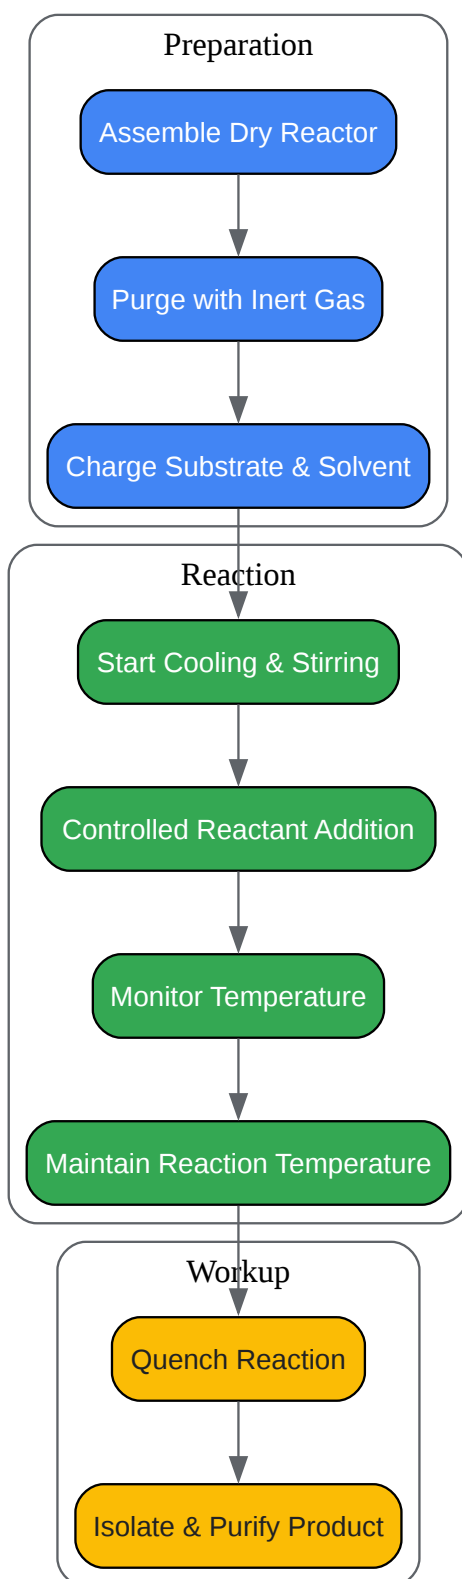 Preparation
Assemble Dry Reactor
Purge with Inert Gas
Charge Substrate & Solvent
Reaction
Start Cooling & Stirring
Controlled Reactant Addition
Monitor Temperature
Maintain Reaction Temperature
Workup
Quench Reaction
Isolate & Purify Product